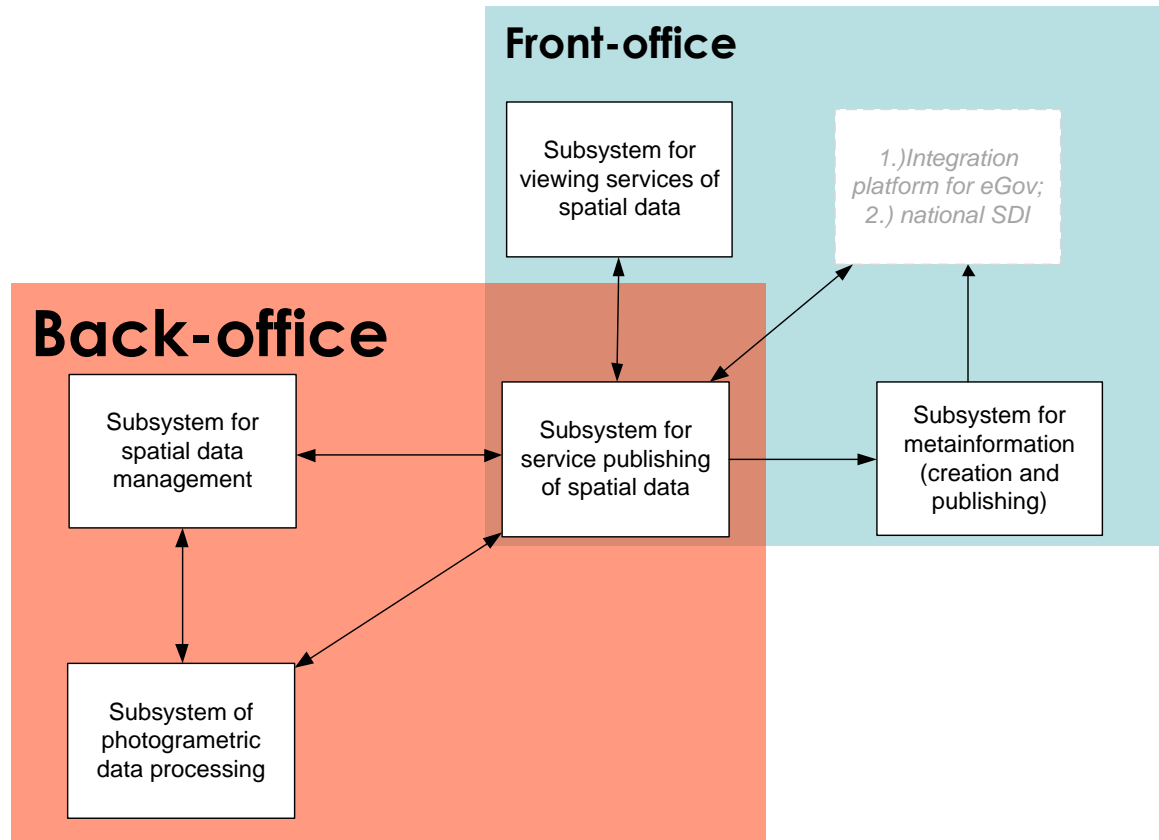 Front-office
Subsystem for
viewing services of
spatial data
1.)Integration
platform for eGov;
2.) national SDI
Back-office
Subsystem for
spatial data
management
Subsystem for
service publishing
of spatial data
Subsystem for
metainformation
(creation and
publishing)
Subsystem of
photogrametric
data processing